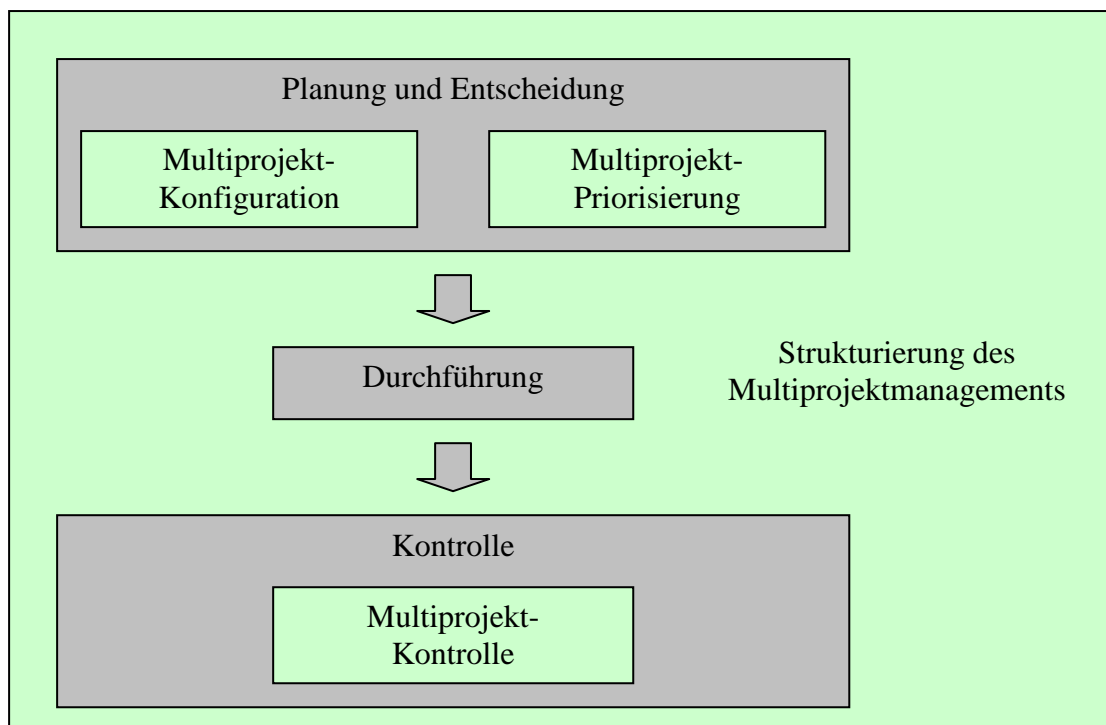 Planung und Entscheidung
Multiprojekt-
Konfiguration
Multiprojekt-
Priorisierung
Durchführung
Strukturierung des
Multiprojektmanagements
Kontrolle
Multiprojekt-
Kontrolle